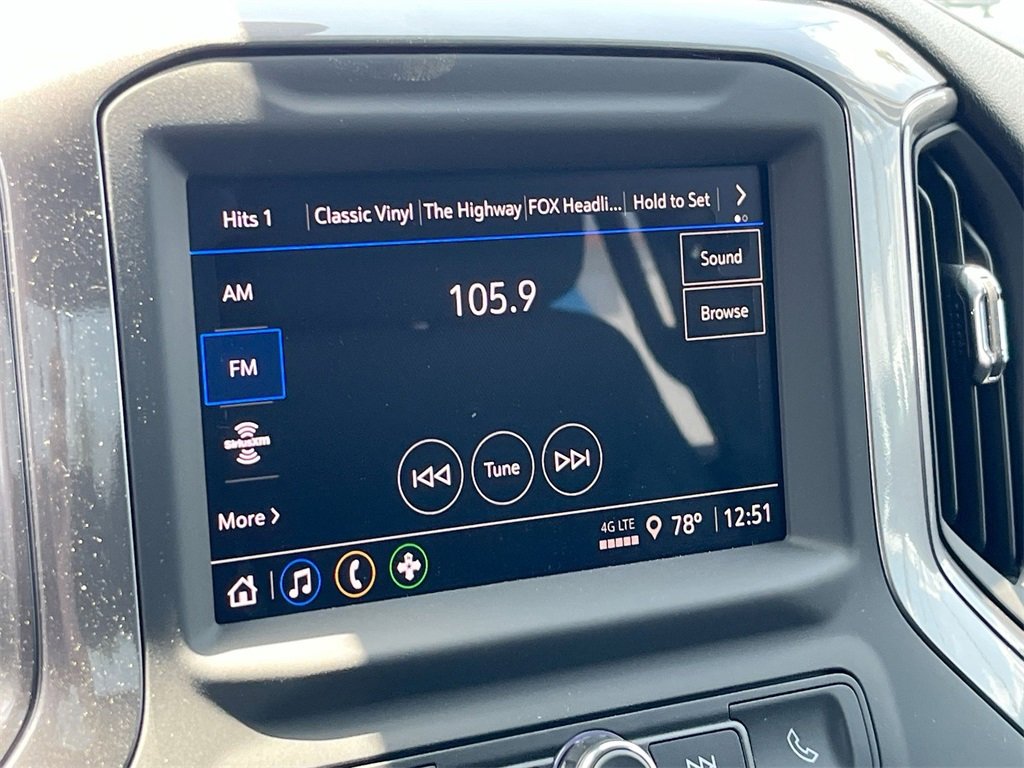 Hits 1 Classic Vinyl The Highway FOX Headli... Hold to Set
AM
105.9
Sound
Browse
FM
SiriusXM
Tune
More
4G LTE 78° 12:51